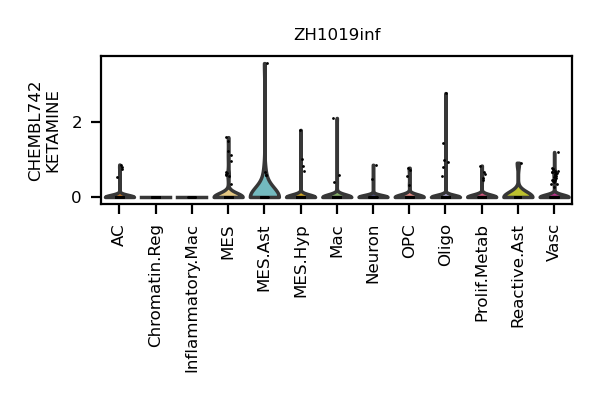 ZH1019inf
CHEMBL742
KETAMINE
2
0
AC
Chromatin.Reg
Inflammatory.Mac
MES
MES.Ast
MES.Hyp
Mac
Neuron
OPC
Oligo
Prolif.Metab
Reactive.Ast
Vasc